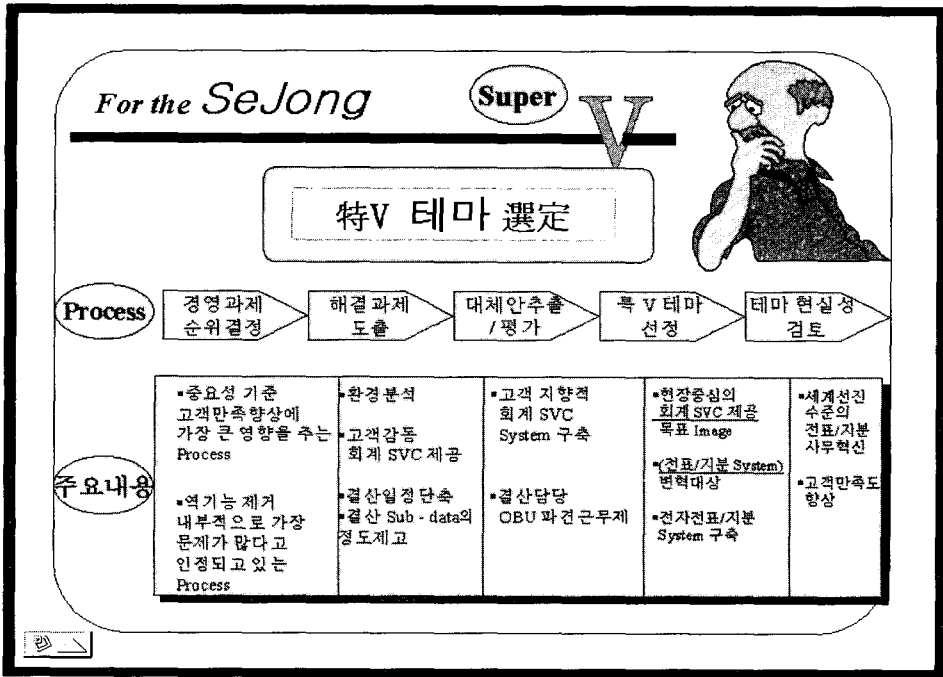 For the SeJong
Super
V
特V 테마 選定
Process
경영과제
순위결정
해결과제
도출
대체안추출
/ 평가
특 V 테마
선정
테마 현실성
검토
주요내용
▪중요성 기준
고객만족향상에
가장 큰 영향을 주는
Process
▪역기능 제거
내부적으로 가장
문제가 많다고
인정되고 있는
Process
▪환경분석
▪고객감동
회계 SVC 제공
▪결산일정단축
▪결산 Sub - data의
정도제고
▪고객 지향적
회계 SVC
System 구축
▪결산담당
OBU 파견근무제
▪현장중심의
회계 SVC 제공
목표 Image
▪(전표/지분 System)
변혁대상
▪전자전표/지분
System 구축
▪세계선진
수준의
전표/지분
사무혁신
▪고객만족도
향상